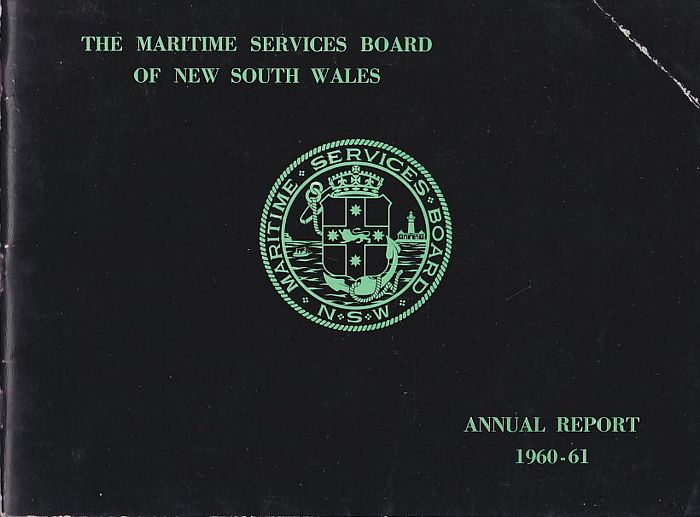 THE MARITIME SERVICES BOARD
OF NEW SOUTH WALES
MARITIME · SERVICES · BOARD
· N · S · W ·
ANNUAL REPORT
1960-61